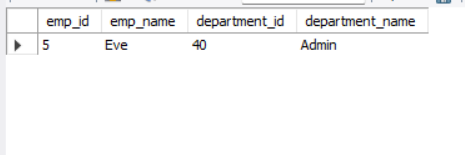 emp_id emp_name department_id department_name
5 Eve 40 Admin